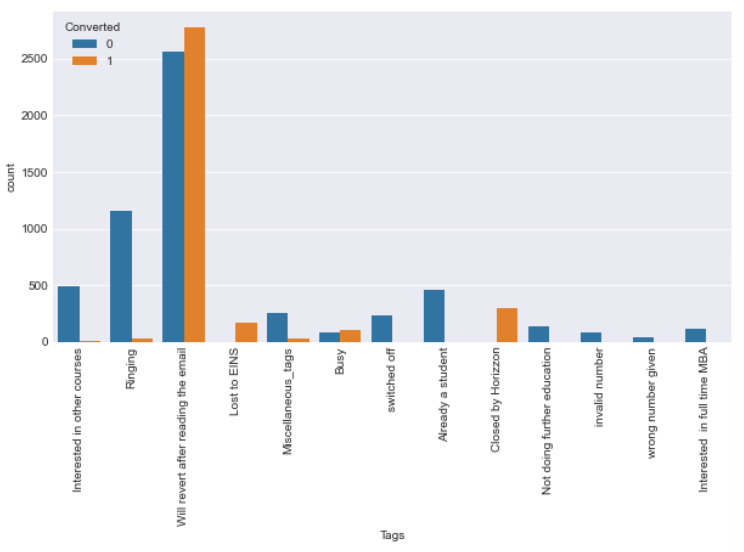 Converted
0
1
2500
2000
1500
1000
500
0
count
Interested in other courses
Ringing
Will revert after reading the email
Lost to EINS
Miscellaneous_tags
Busy
switched off
Already a student
Closed by Horizzon
Not doing further education
invalid number
wrong number given
Interested  in full time MBA
Tags